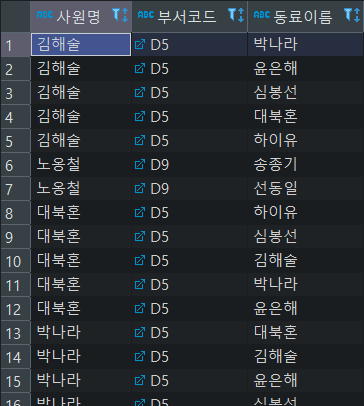 ABC 사원명 ABC 부서코드 ABC 동료이름
1 김해술 D5 박나라
2 김해술 D5 윤은해
3 김해술 D5 심봉선
4 김해술 D5 대북혼
5 김해술 D5 하이유
6 노옹철 D9 송종기
7 노옹철 D9 선동일
8 대북혼 D5 하이유
9 대북혼 D5 심봉선
10 대북혼 D5 김해술
11 대북혼 D5 박나라
12 대북혼 D5 윤은해
13 박나라 D5 대북혼
14 박나라 D5 김해술
15 박나라 D5 윤은해
16 박나라 D5 심봉선